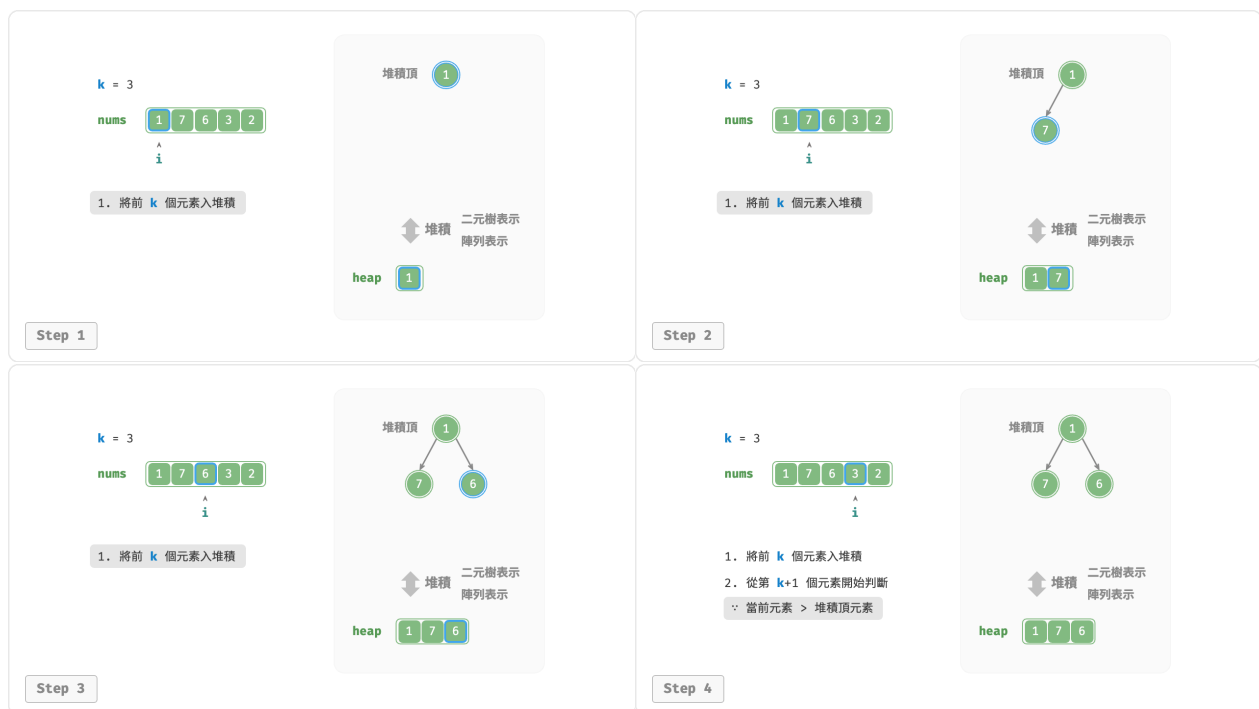 k = 3
nums 1 7 6 3 2
i
1. 將前 k 個元素入堆積
堆積頂 1
堆積 二元樹表示
陣列表示
heap 1
Step 1
k = 3
nums 1 7 6 3 2
i
1. 將前 k 個元素入堆積
堆積頂 1
7
堆積 二元樹表示
陣列表示
heap 1 7
Step 2
k = 3
nums 1 7 6 3 2
i
1. 將前 k 個元素入堆積
堆積頂 1
7 6
堆積 二元樹表示
陣列表示
heap 1 7 6
Step 3
k = 3
nums 1 7 6 3 2
i
1. 將前 k 個元素入堆積
2. 從第 k+1 個元素開始判斷
∵ 當前元素 > 堆積頂元素
堆積頂 1
7 6
堆積 二元樹表示
陣列表示
heap 1 7 6
Step 4